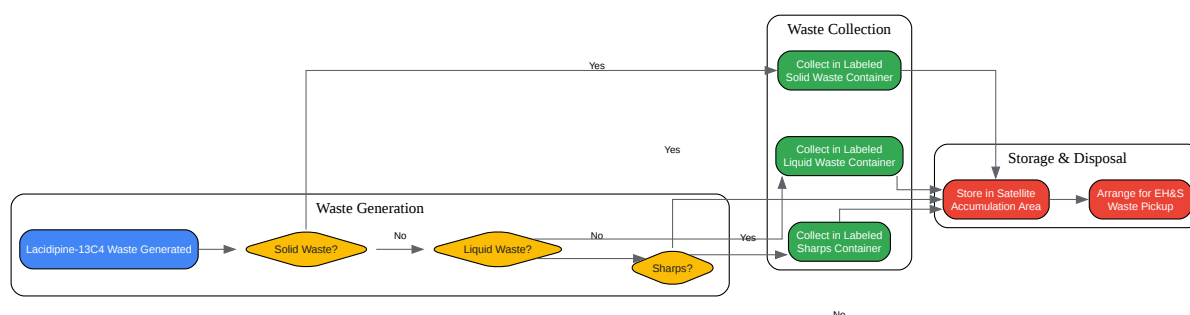 Waste Collection
Yes
Collect in Labeled
Solid Waste Container
Yes
Collect in Labeled
Liquid Waste Container
Storage & Disposal
Store in Satellite
Accumulation Area
Arrange for EH&S
Waste Pickup
Waste Generation
Lacidipine-13C4 Waste Generated
Solid Waste?
No
Liquid Waste?
No
Yes
Sharps?
Collect in Labeled
Sharps Container
No